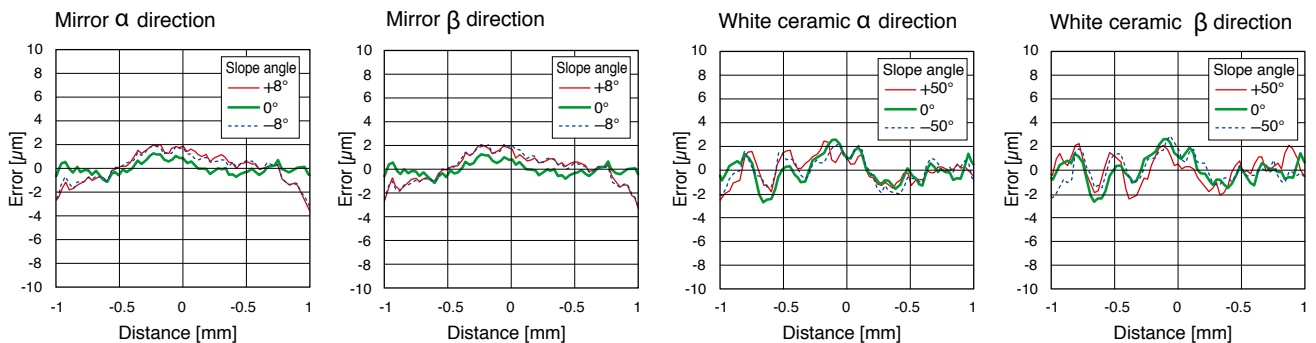 Mirror α direction
Error [µm]
10
8
6
4
2
0
-2
-4
-6
-8
-10
Slope angle
+8°
0°
–8°
-1 -0.5 0 0.5 1
Distance [mm]
Mirror β direction
Error [µm]
10
8
6
4
2
0
-2
-4
-6
-8
-10
Slope angle
+8°
0°
–8°
-1 -0.5 0 0.5 1
Distance [mm]
White ceramic α direction
Error [µm]
10
8
6
4
2
0
-2
-4
-6
-8
-10
Slope angle
+50°
0°
–50°
-1 -0.5 0 -0.5 1
Distance [mm]
White ceramic β direction
Error [µm]
10
8
6
4
2
0
-2
-4
-6
-8
-10
Slope angle
+50°
0°
–50°
-1 -0.5 0 -0.5 1
Distance [mm]